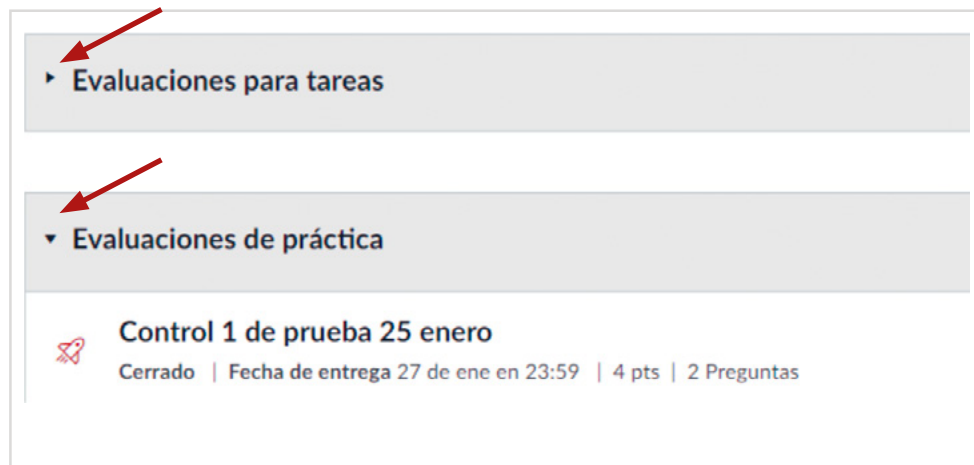 Evaluaciones para tareas
Evaluaciones de práctica
Control 1 de prueba 25 enero
Cerrado | Fecha de entrega 27 de ene en 23:59 | 4 pts | 2 Preguntas